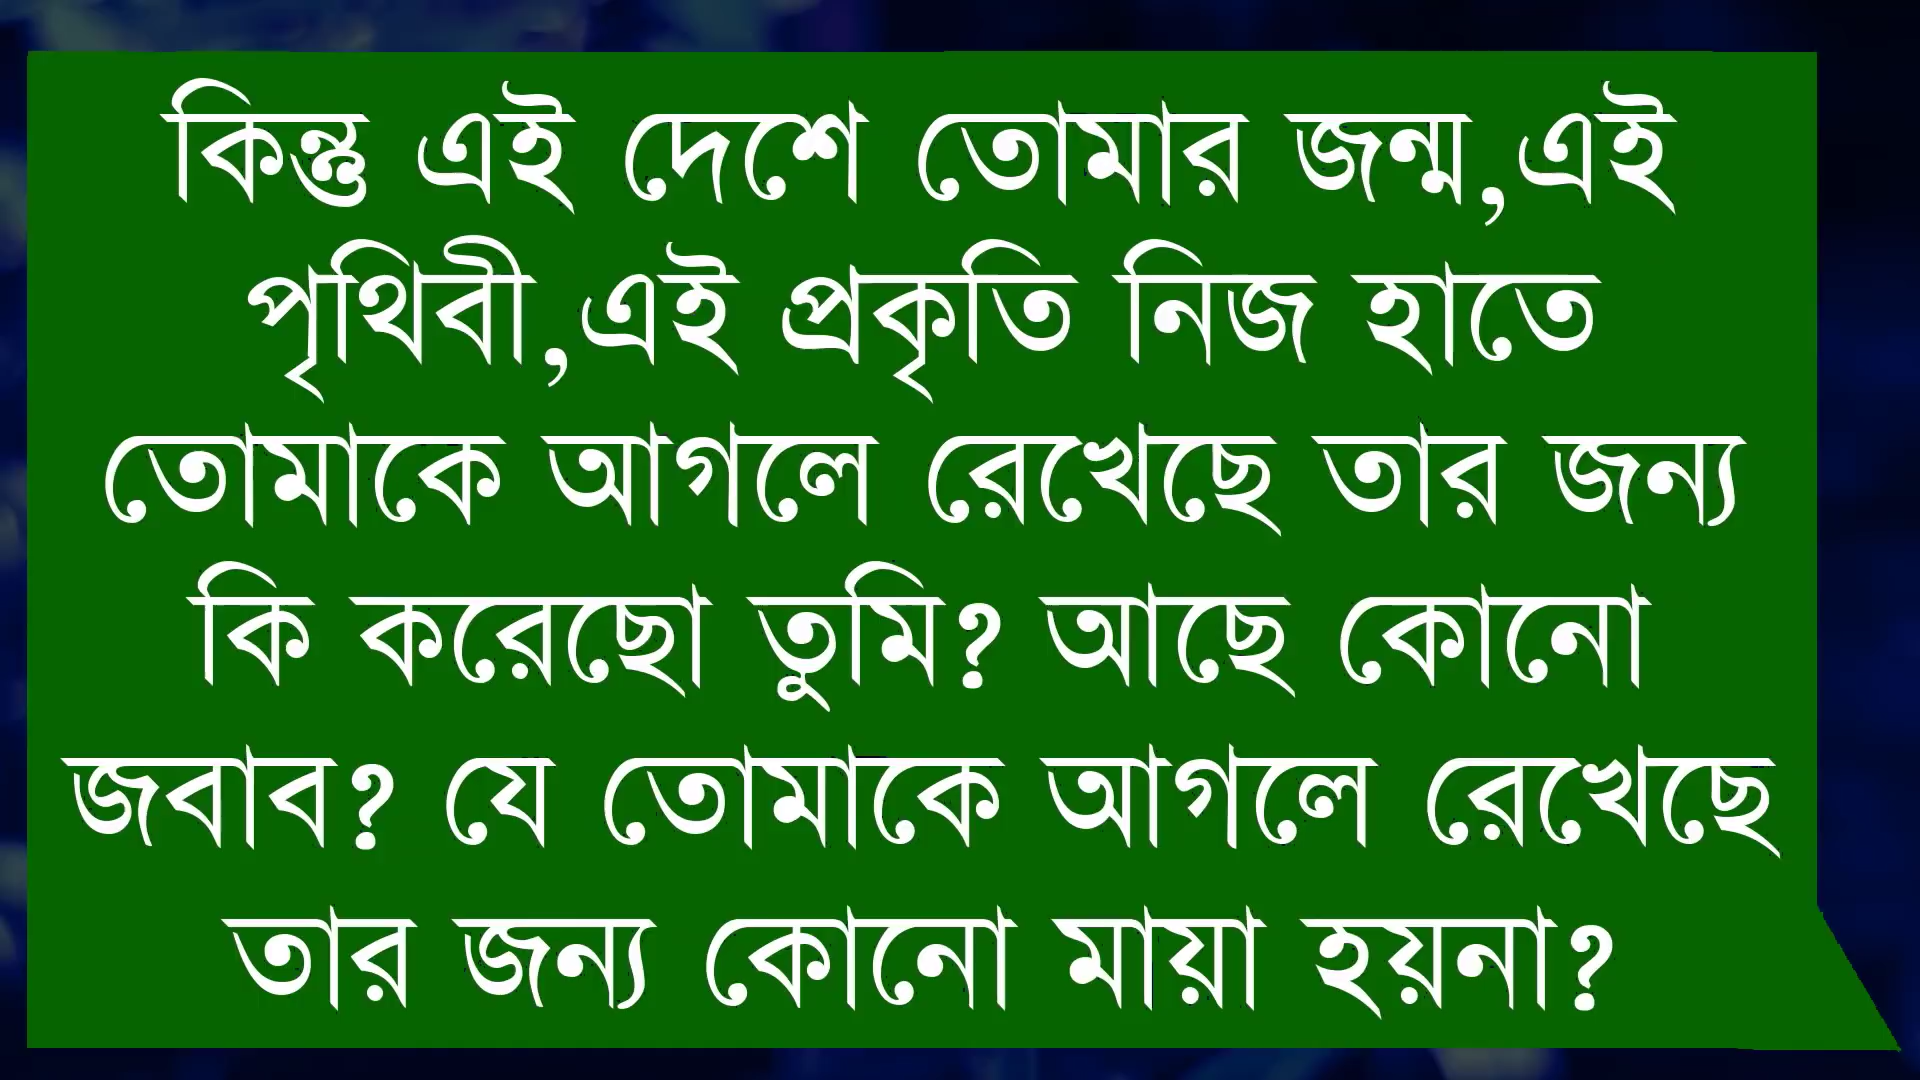 কিন্তু এই দেশে তোমার জন্ম,এই
পৃথিবী,এই প্রকৃতি নিজ হাতে
তোমাকে আগলে রেখেছে তার জন্য
কি করেছো তুমি? আছে কোনো
জবাব? যে তোমাকে আগলে রেখেছে
তার জন্য কোনো মায়া হয়না?